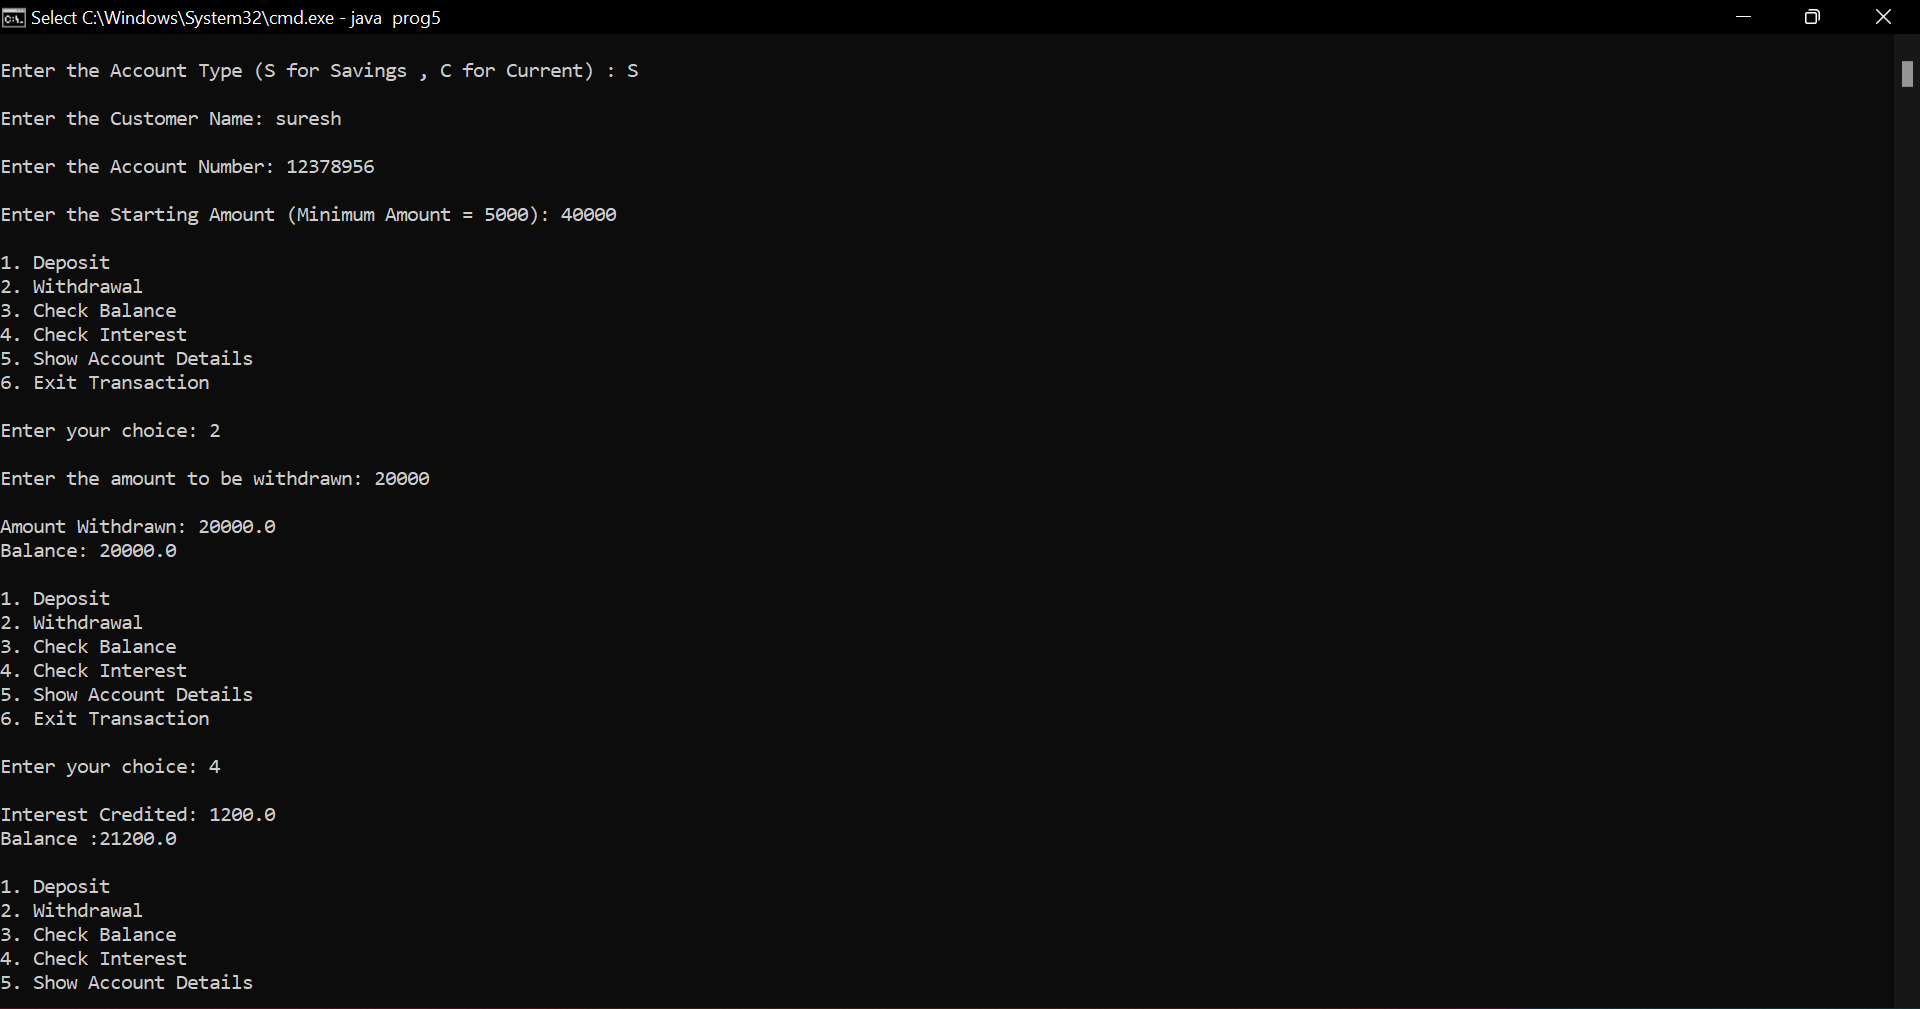 Select C:\Windows\System32\cmd.exe - java  prog5
Enter the Account Type (S for Savings , C for Current) : S
Enter the Customer Name: suresh
Enter the Account Number: 12378956
Enter the Starting Amount (Minimum Amount = 5000): 40000
1. Deposit
2. Withdrawal
3. Check Balance
4. Check Interest
5. Show Account Details
6. Exit Transaction
Enter your choice: 2
Enter the amount to be withdrawn: 20000
Amount Withdrawn: 20000.0
Balance: 20000.0
1. Deposit
2. Withdrawal
3. Check Balance
4. Check Interest
5. Show Account Details
6. Exit Transaction
Enter your choice: 4
Interest Credited: 1200.0
Balance :21200.0
1. Deposit
2. Withdrawal
3. Check Balance
4. Check Interest
5. Show Account Details